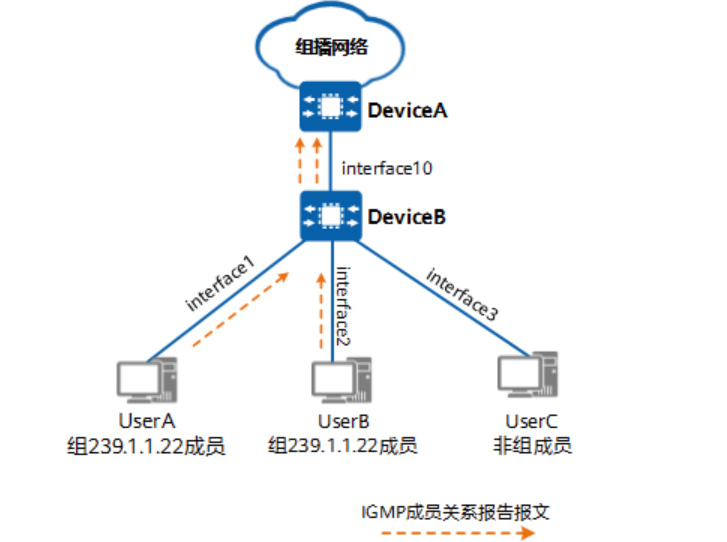 组播网络
DeviceA
interface10
DeviceB
interface1
interface2
interface3
UserA
组239.1.1.22成员
UserB
组239.1.1.22成员
UserC
非组成员
IGMP成员关系报告报文